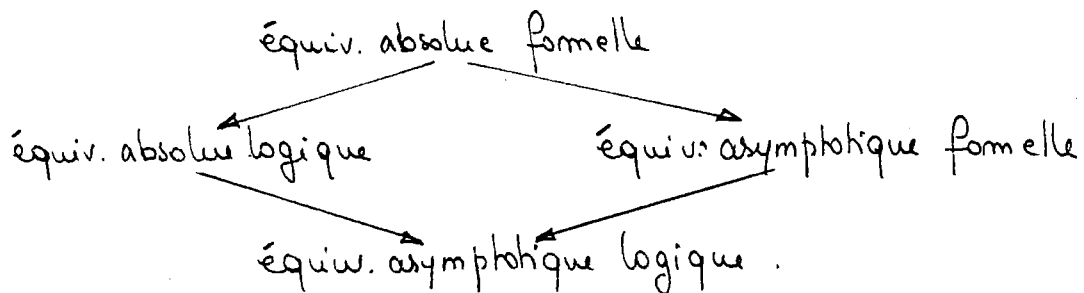 équiv. absolue formelle
équiv. absolue logique équiv. asymptotique formelle
équiv. asymptotique logique.